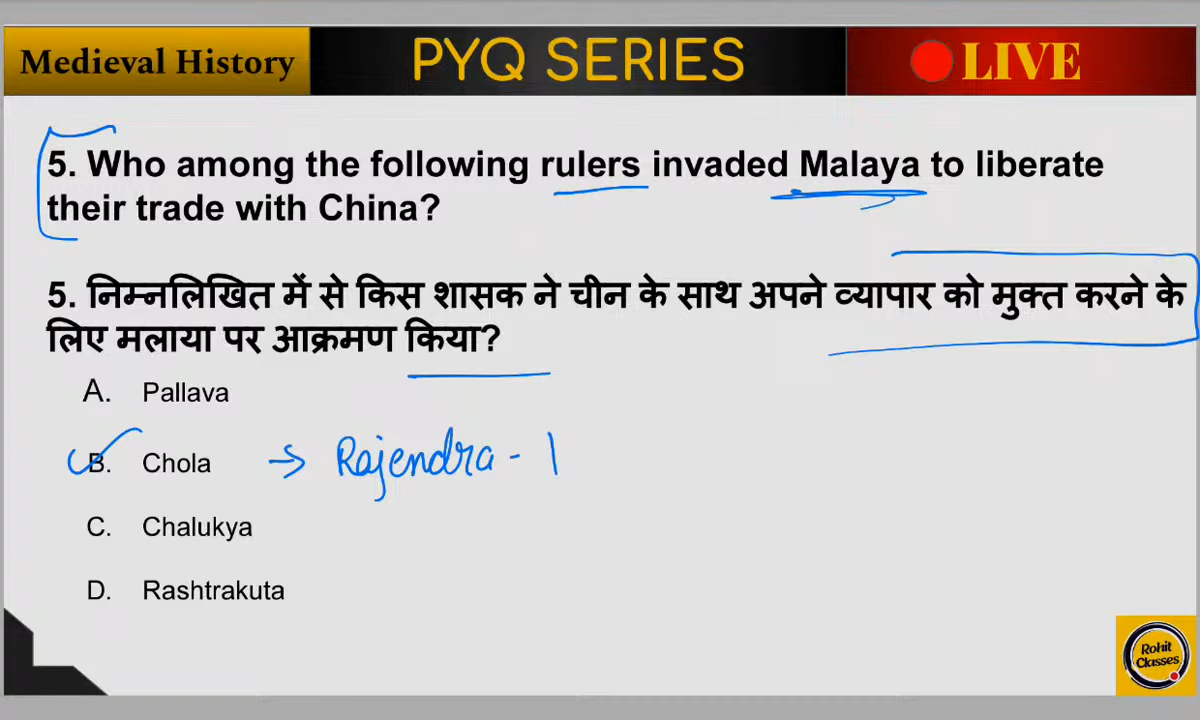 Medieval History
PYQ SERIES
LIVE
5. Who among the following rulers invaded Malaya to liberate
their trade with China?
5. निम्नलिखित में से किस शासक ने चीन के साथ अपने व्यापार को मुक्त करने के
लिए मलाया पर आक्रमण किया?
A. Pallava
B. Chola → Rajendra - I
C. Chalukya
D. Rashtrakuta
Rohit
Classes